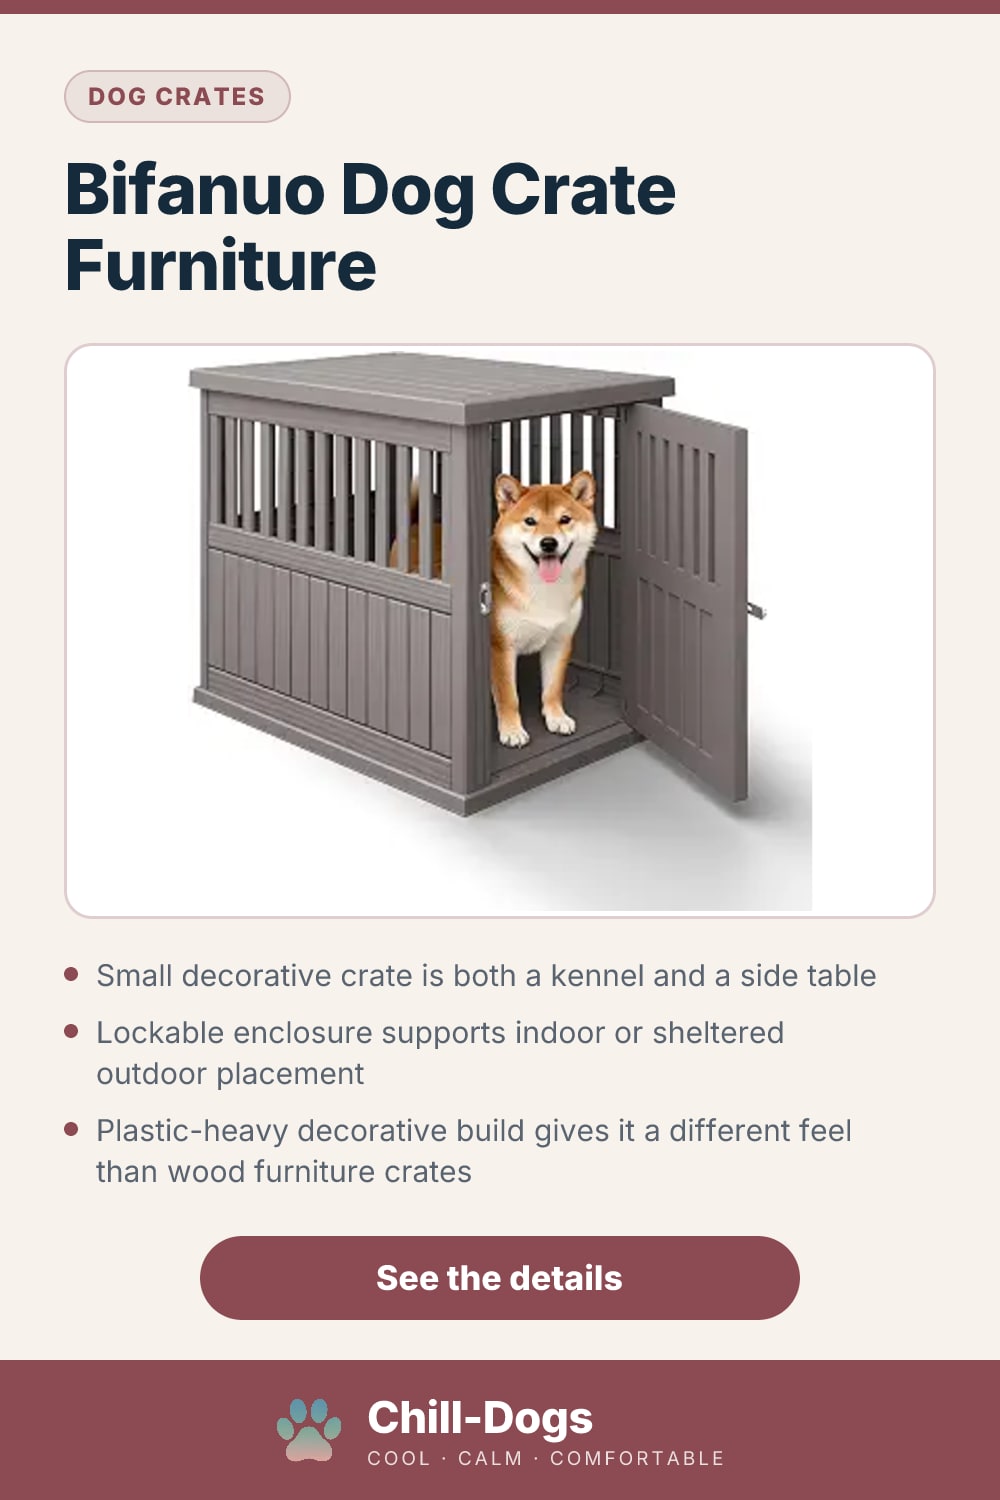 DOG CRATES
Bifanuo Dog Crate
Furniture
Small decorative crate is both a kennel and a side table
Lockable enclosure supports indoor or sheltered
outdoor placement
Plastic-heavy decorative build gives it a different feel
than wood furniture crates
See the details
Chill-Dogs
COOL · CALM · COMFORTABLE